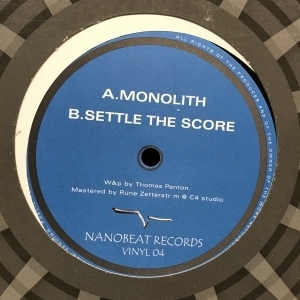 A.MONOLITH
B.SETTLE THE SCORE
W&p by Thomas Penton.
Mastered by Rune Zetterstr m @ C4 studio
NANOBEAT RECORDS
VINYL 04
ALL RIGHTS OF THE PRODUCER AND OF THE OWNER OF THE WORK